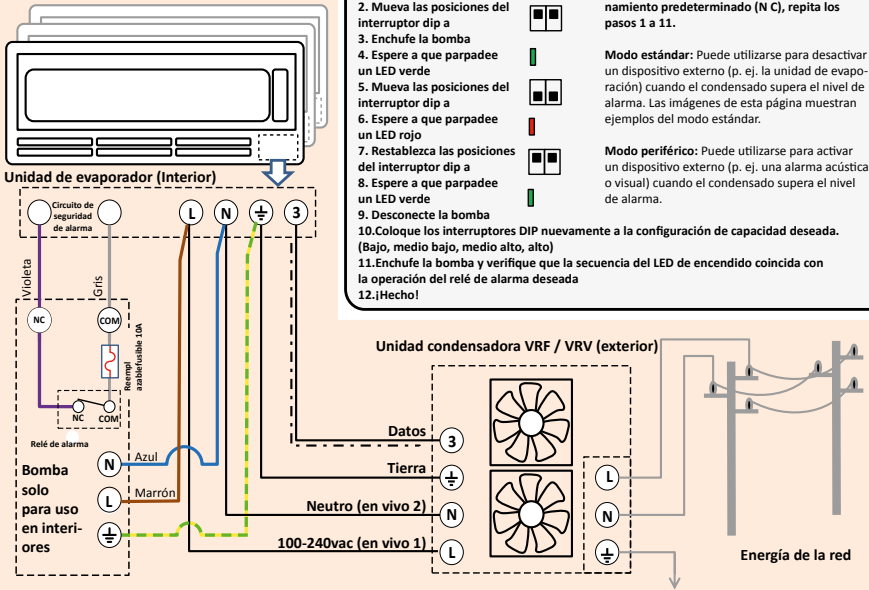 2. Mueva las posiciones del
interruptor dip a
3. Enchufe la bomba
4. Espere a que parpadee
un LED verde
5. Mueva las posiciones del
interruptor dip a
6. Espere a que parpadee
un LED rojo
7. Restablezca las posiciones
del interruptor dip a
8. Espere a que parpadee
un LED verde
9. Desconecte la bomba
10.Coloque los interruptores DIP nuevamente a la configuración de capacidad deseada.
(Bajo, medio bajo, medio alto, alto)
11.Enchufe la bomba y verifique que la secuencia del LED de encendido coincida con
la operación del relé de alarma deseada
12.¡Hecho!
namiento predeterminado (N C), repita los
pasos 1 a 11.
Modo estándar: Puede utilizarse para desactivar
un dispositivo externo (p. ej. la unidad de evapo-
ración) cuando el condensado supera el nivel de
alarma. Las imágenes de esta página muestran
ejemplos del modo estándar.
Modo periférico: Puede utilizarse para activar
un dispositivo externo (p. ej. una alarma acústica
o visual) cuando el condensado supera el nivel
de alarma.
Unidad de evaporador (Interior)
Circuito de
seguridad
de alarma
L
N
3
Violeta
Gris
NC
COM
Reempl
azablefusible 10A
NC
COM
Relé de alarma
Bomba
solo
para uso
en interi-
ores
N
Azul
L
Marrón
Unidad condensadora VRF / VRV (exterior)
Datos
3
Tierra
Neutro (en vivo 2)
N
100-240vac (en vivo 1)
L
L
N
Energía de la red